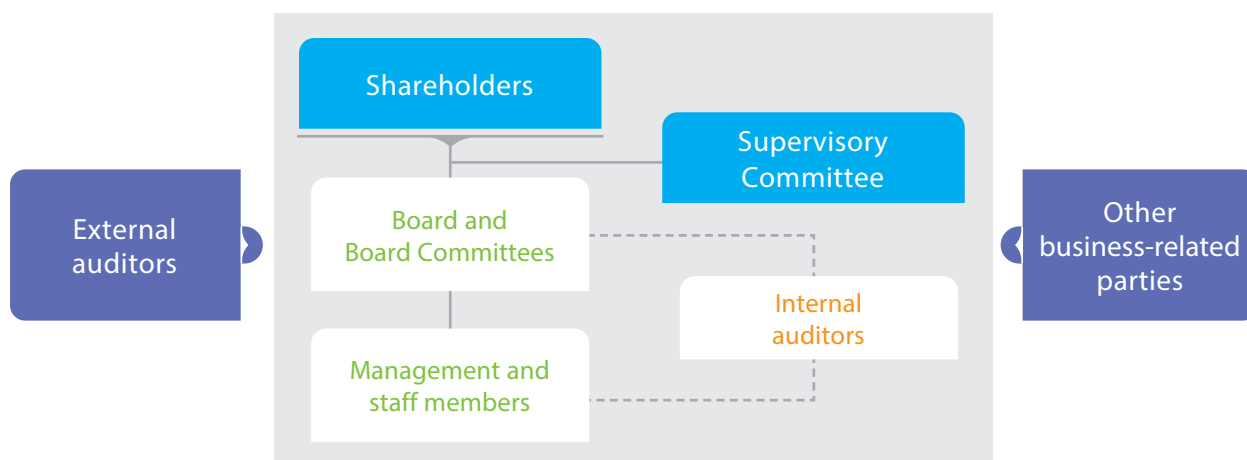 Shareholders
Supervisory
Committee
External
auditors
Board and
Board Committees
Other
business-related
parties
Internal
auditors
Management and
staff members